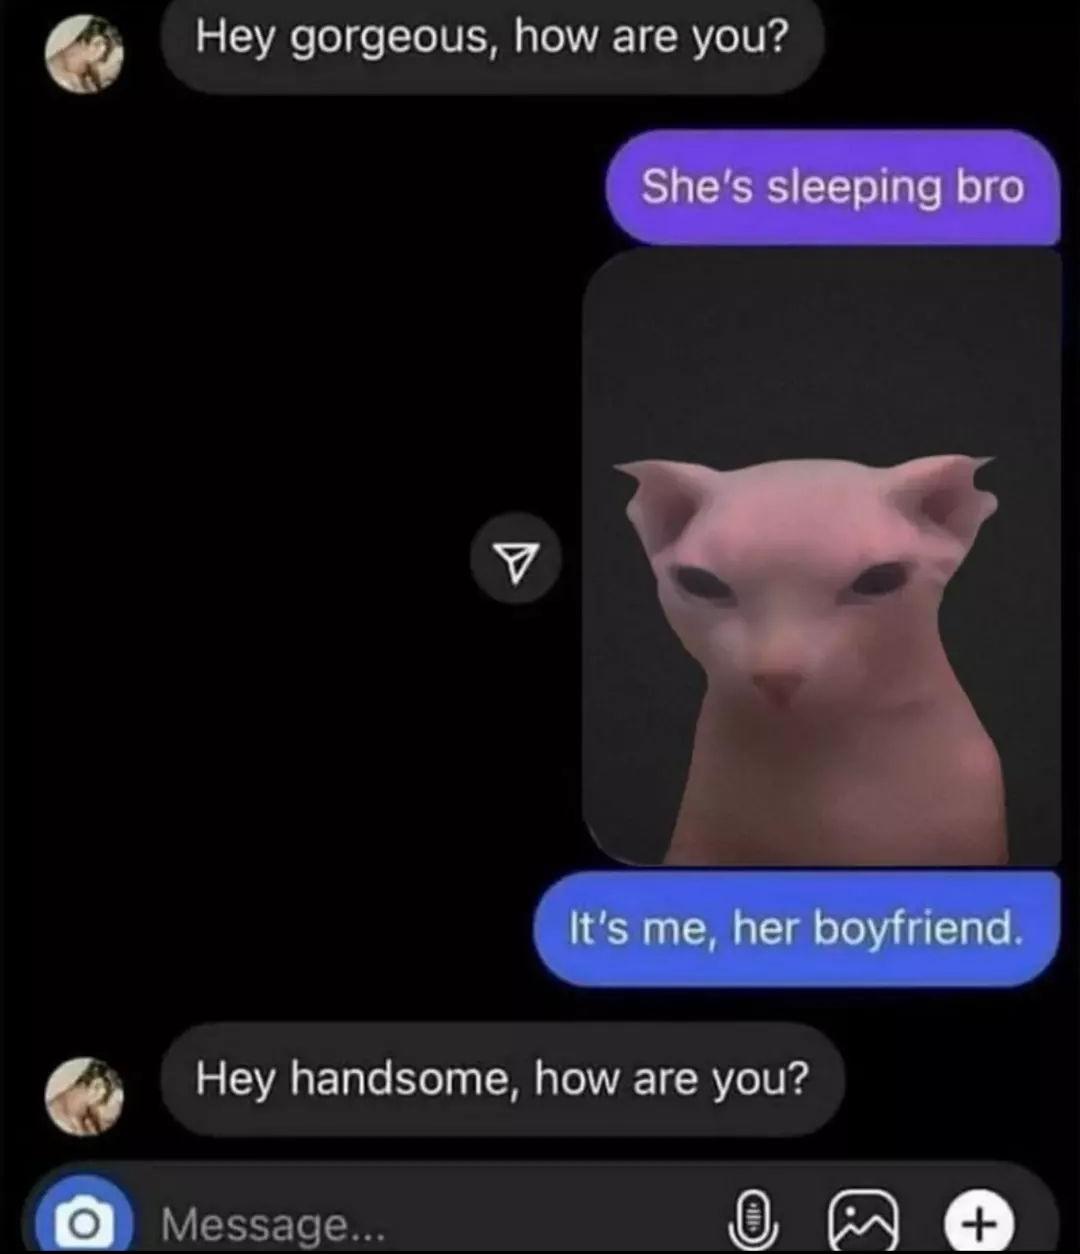 Hey gorgeous, how are you?
She's sleeping bro
It's me, her boyfriend.
Hey handsome, how are you?
Message...